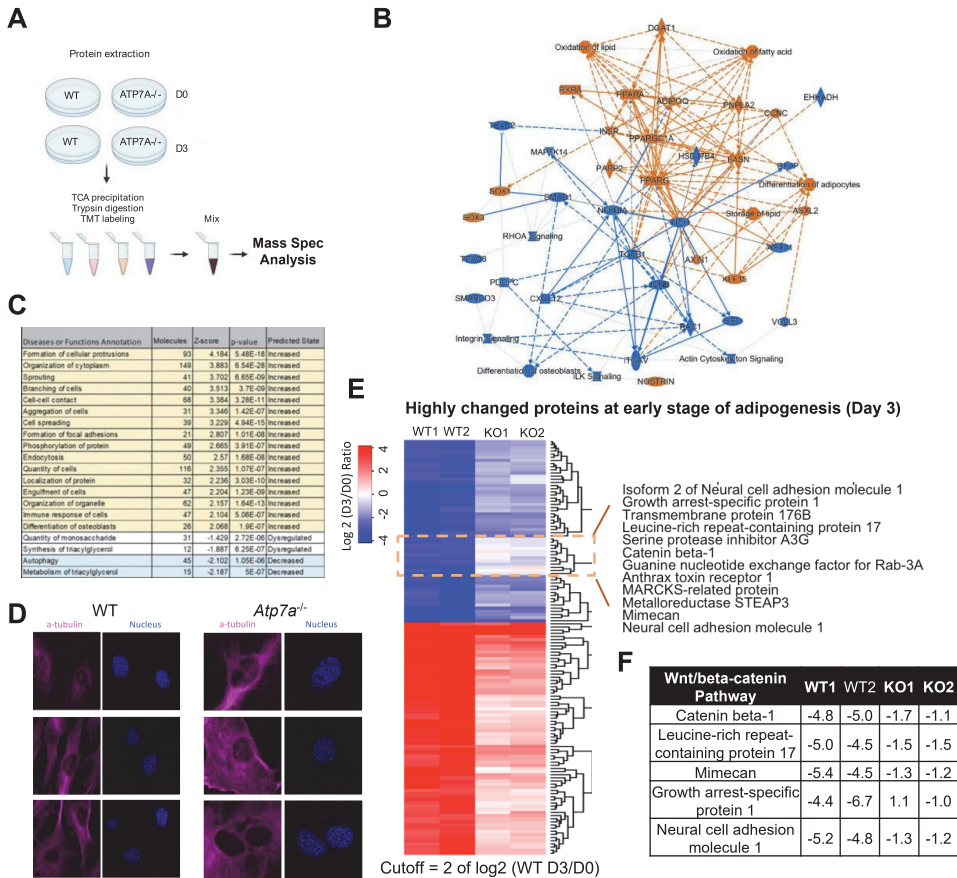 A
Protein extraction
WT
ATP7A-/-
D0
WT
ATP7A-/-
D3
TCA precipitation
Trypsin digestion
TMT labeling
Mix
Mass Spec
Analysis
B
DGAT1
Oxidation of lipid
Oxidation of fatty acid
RXRA
PPARA
ADIPOQ
PNPLA2
EHHADH
CCNC
INSR
PPARGC1A
MAPK14
HSD17B4
FASN
PARP2
PPARG
Differentiation of adipocytes
SMAD1
Storage of lipid
ASXL2
SOX3
RHOA Signaling
TGFB1
AXIN1
KLF15
CXCL12
JUNB
SMARCD3
RAC1
VGLL3
Integrin Signaling
ITGAV
Actin Cytoskeleton Signaling
Differentiation of osteoblasts
ILK Signaling
NOSTRIN
C
Diseases or Functions Annotation Molecules Z-score p-value Predicted State
Formation of cellular protrusions 93 4.184 5.48E-18 Increased
Organization of cytoplasm 149 3.883 6.54E-28 Increased
Sprouting 41 3.702 6.65E-09 Increased
Branching of cells 40 3.513 3.7E-09 Increased
Cell-cell contact 68 3.384 3.28E-11 Increased
Aggregation of cells 31 3.346 1.42E-07 Increased
Cell spreading 39 3.229 4.94E-15 Increased
Formation of focal adhesions 21 2.807 1.01E-08 Increased
Phosphorylation of protein 49 2.665 3.91E-07 Increased
Endocytosis 50 2.57 1.68E-08 Increased
Quantity of cells 116 2.355 1.07E-07 Increased
Localization of protein 32 2.236 3.03E-10 Increased
Engulfment of cells 47 2.204 1.23E-09 Increased
Organization of organelle 62 2.157 1.64E-13 Increased
Immune response of cells 47 2.104 5.06E-07 Increased
Differentiation of osteoblasts 26 2.068 1.9E-07 Increased
Quantity of monosaccharide 31 -1.429 2.72E-06 Dysregulated
Synthesis of triacylglycerol 12 -1.887 6.25E-07 Dysregulated
Autophagy 45 -2.102 1.05E-06 Decreased
Metabolism of triacylglycerol 15 -2.187 5E-07 Decreased
D
WT
Atp7a-/-
a-tubulin
Nucleus
a-tubulin
Nucleus
E
Highly changed proteins at early stage of adipogenesis (Day 3)
WT1 WT2 KO1 KO2
Log 2 (D3/D0) Ratio
4
2
0
-2
-4
Isoform 2 of Neural cell adhesion molecule 1
Growth arrest-specific protein 1
Transmembrane protein 176B
Leucine-rich repeat-containing protein 17
Serine protease inhibitor A3G
Catenin beta-1
Guanine nucleotide exchange factor for Rab-3A
Anthrax toxin receptor 1
MARCKS-related protein
Metalloreductase STEAP3
Mimecan
Neural cell adhesion molecule 1
Cutoff = 2 of log2 (WT D3/D0)
F
Wnt/beta-catenin
Pathway
WT1 WT2 KO1 KO2
Catenin beta-1 -4.8 -5.0 -1.7 -1.1
Leucine-rich repeat-
containing protein 17 -5.0 -4.5 -1.5 -1.5
Mimecan -5.4 -4.5 -1.3 -1.2
Growth arrest-specific
protein 1 -4.4 -6.7 1.1 -1.0
Neural cell adhesion
molecule 1 -5.2 -4.8 -1.3 -1.2